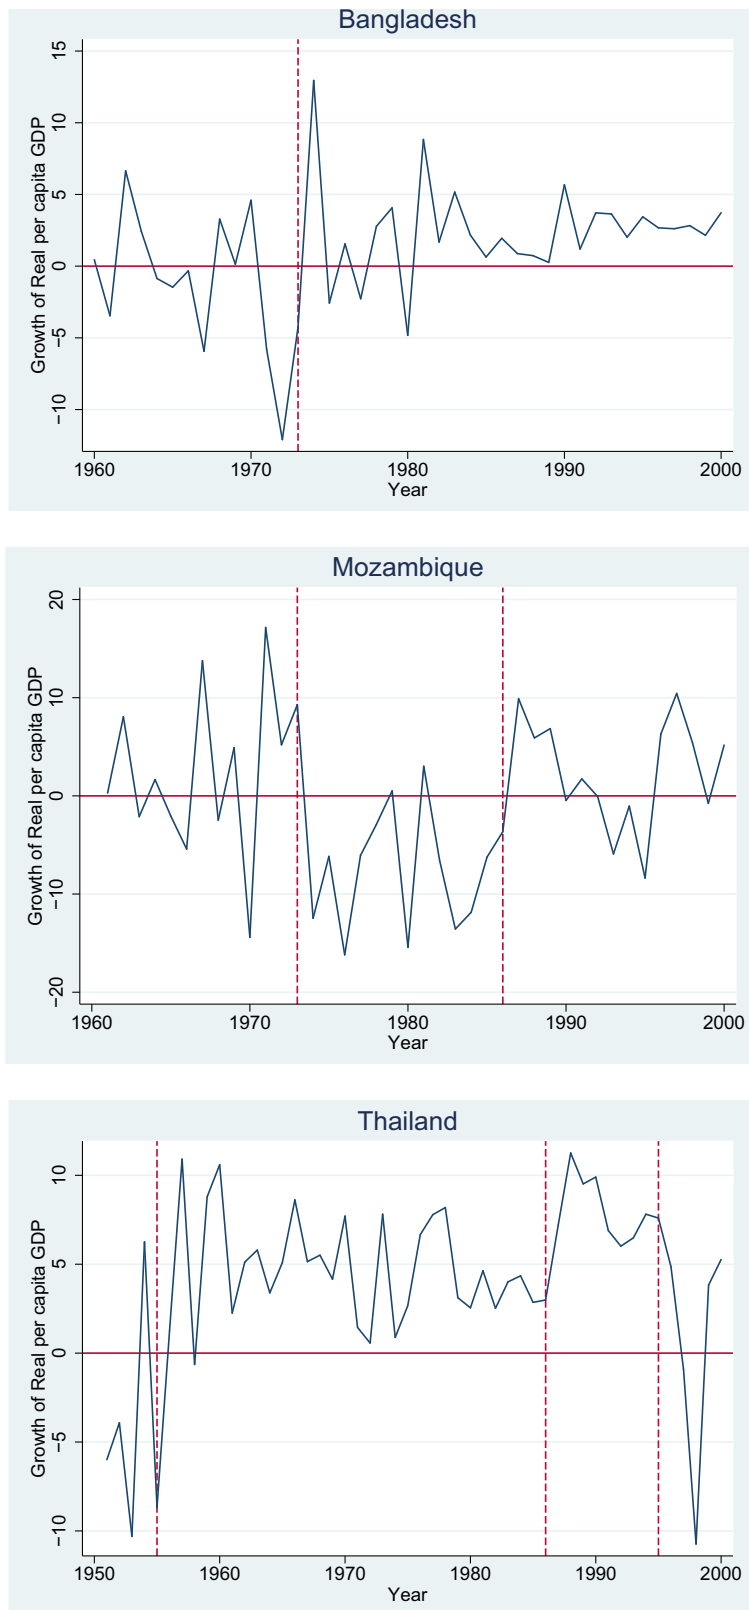 Bangladesh
Growth of Real per capita GDP
15
10
5
0
−5
−10
1960 1970 1980 1990 2000
Year
Mozambique
Growth of Real per capita GDP
20
10
0
−10
−20
1960 1970 1980 1990 2000
Year
Thailand
Growth of Real per capita GDP
10
5
0
−5
−10
1950 1960 1970 1980 1990 2000
Year